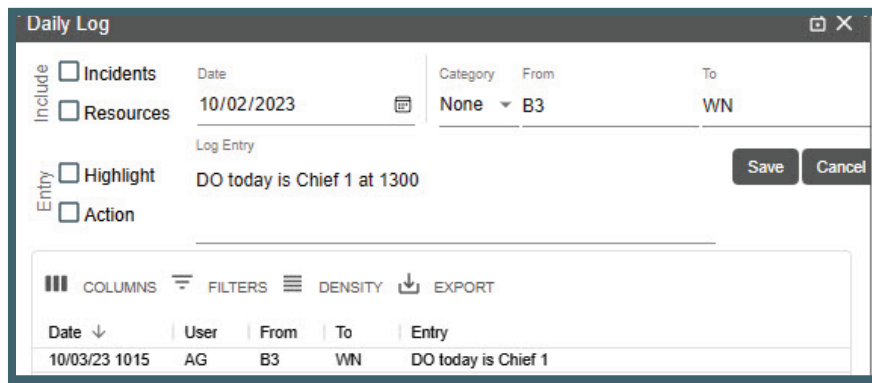 Daily Log
Include
Incidents
Resources
Date
10/02/2023
Category
None
From
B3
To
WN
Entry
Highlight
Action
Log Entry
DO today is Chief 1 at 1300
Save Cancel
COLUMNS FILTERS DENSITY EXPORT
Date User From To Entry
10/03/23 1015 AG B3 WN DO today is Chief 1